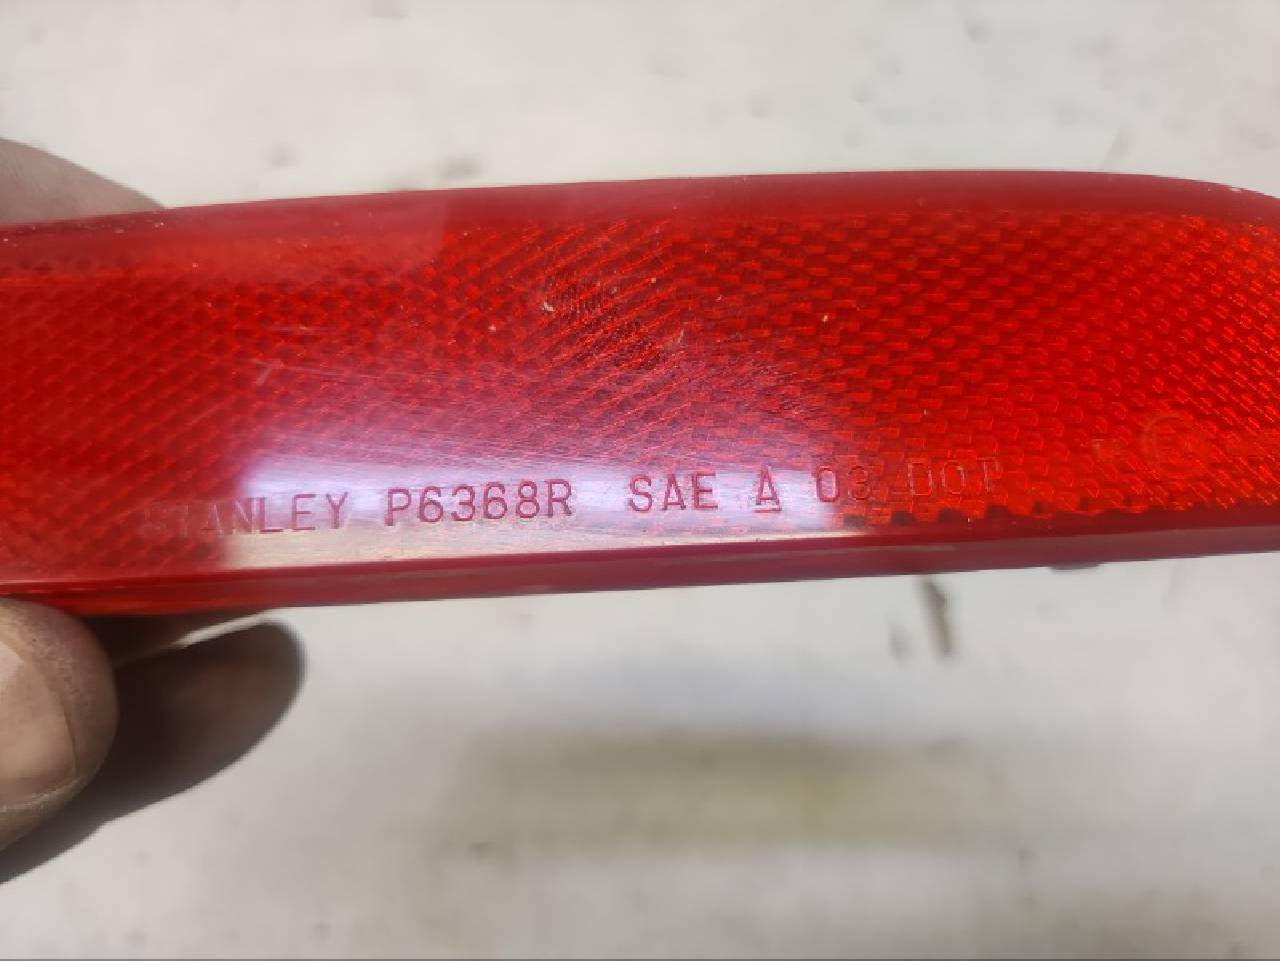 STANLEY P6368R SAE A 03 DOT